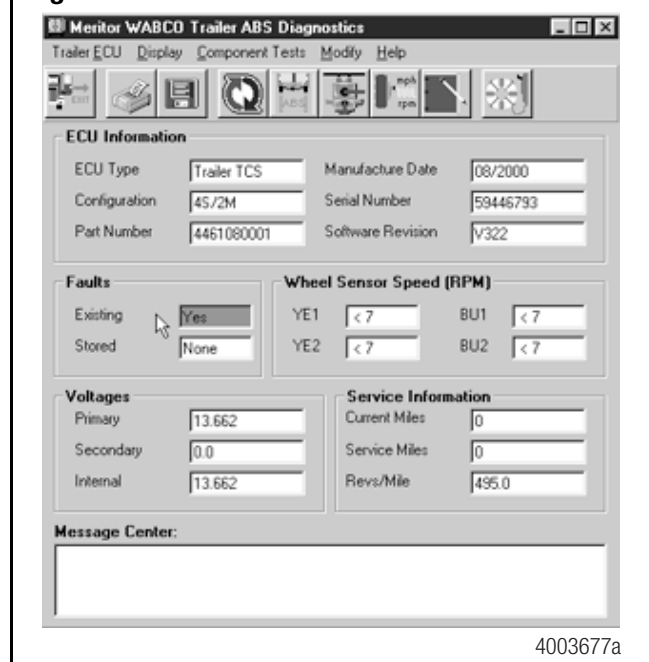 Meritor WABCO Trailer ABS Diagnostics
Trailer ECU Display Component Tests Modify Help
EXIT ABS mph rpm
ECU Information
ECU Type Trailer TCS Manufacture Date 08/2000
Configuration 4S/2M Serial Number 59446793
Part Number 4461080001 Software Revision V322
Faults Wheel Sensor Speed (RPM)
Existing Yes YE1 < 7 BU1 < 7
Stored None YE2 < 7 BU2 < 7
Voltages Service Information
Primary 13.662 Current Miles 0
Secondary 0.0 Service Miles 0
Internal 13.662 Revs/Mile 495.0
Message Center:
4003677a